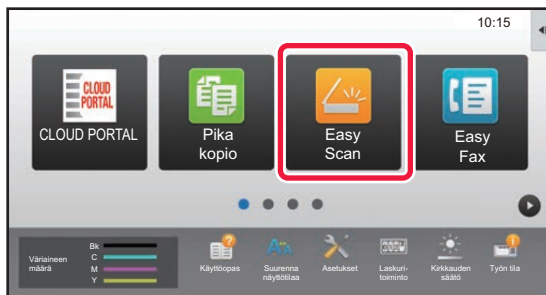 10:15
CLOUD
PORTAL
CLOUD PORTAL
Pika
kopio
Easy
Scan
Easy
Fax
Väriaineen
määrä
Bk
C
M
Y
Käyttöopas
Suurenna
näyttötilaa
Asetukset
Laskuri-
toiminto
Kirkkauden
säätö
Työn tila